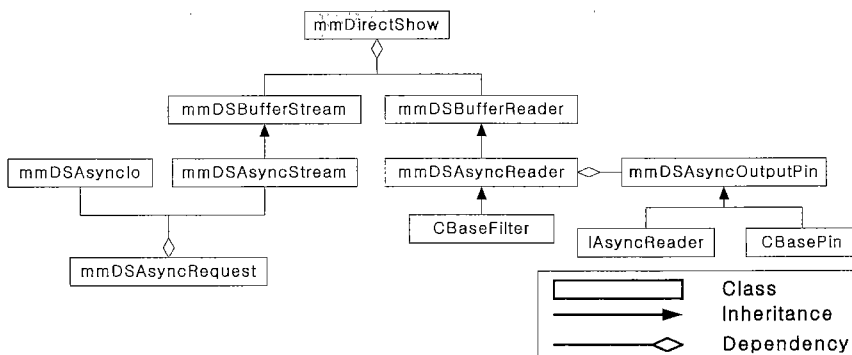 mmDirectShow
mmDSBufferStream
mmDSBufferReader
mmDSAsyncIo
mmDSAsyncStream
mmDSAsyncReader
mmDSAsyncOutputPin
CBaseFilter
IAsyncReader
CBasePin
mmDSAsyncRequest
Class
Inheritance
Dependency